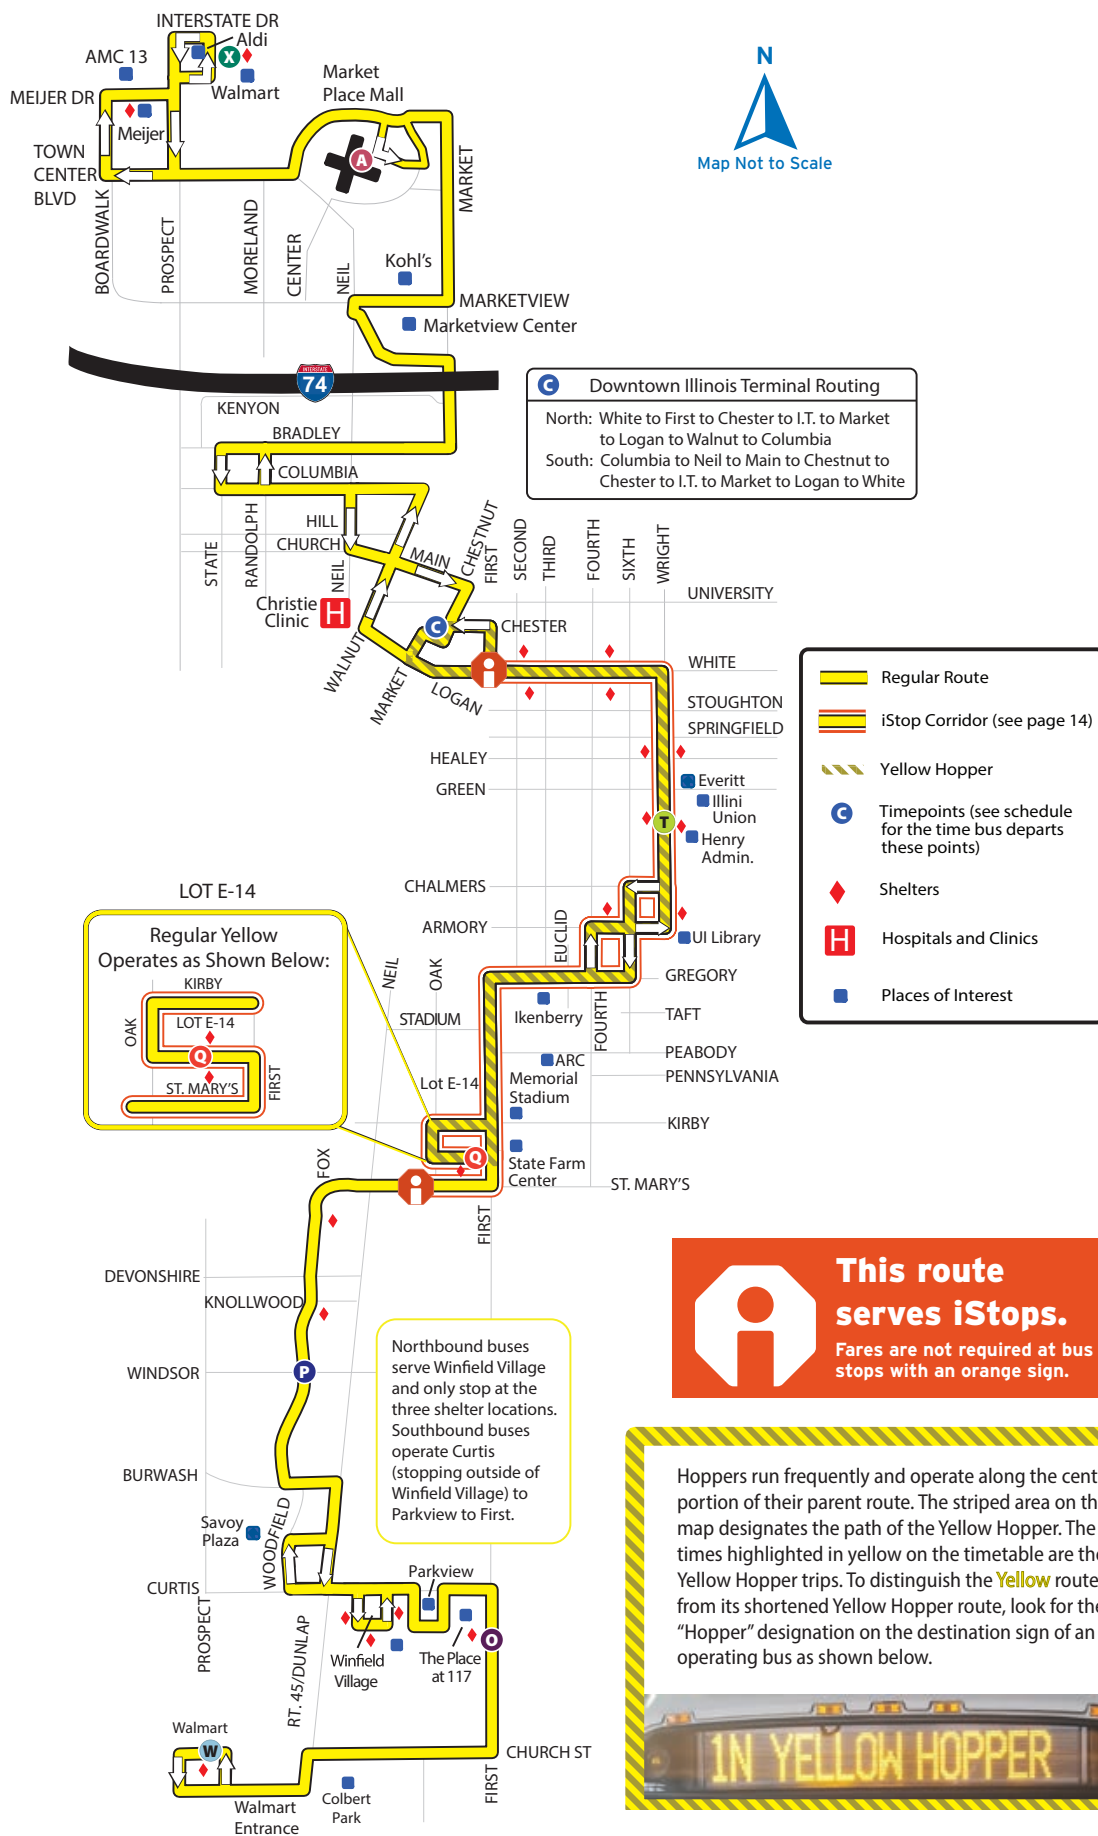 INTERSTATE DR
Aldi
AMC 13
X
Walmart
MEIJER DR
Meijer
Market
Place Mall
A
TOWN
CENTER
BLVD
BOARDWALK
PROSPECT
MORELAND
CENTER
NEIL
MARKET
Kohl's
MARKETVIEW
Marketview Center
N
Map Not to Scale
INTERSTATE
74
KENYON
BRADLEY
COLUMBIA
C Downtown Illinois Terminal Routing
North: White to First to Chester to I.T. to Market
to Logan to Walnut to Columbia
South: Columbia to Neil to Main to Chestnut to
Chester to I.T. to Market to Logan to White
HILL
CHURCH
STATE
RANDOLPH
NEIL
MAIN
CHESTNUT
FIRST
SECOND
THIRD
FOURTH
SIXTH
WRIGHT
UNIVERSITY
Christie
Clinic
H
C
CHESTER
WALNUT
MARKET
LOGAN
WHITE
STOUGHTON
SPRINGFIELD
HEALEY
GREEN
Everitt
Illini
Union
T
Henry
Admin.
CHALMERS
ARMORY
EUCLID
UI Library
GREGORY
Regular Route
iStop Corridor (see page 14)
Yellow Hopper
C
Timepoints (see schedule
for the time bus departs
these points)
Shelters
H
Hospitals and Clinics
Places of Interest
LOT E-14
Regular Yellow
Operates as Shown Below:
KIRBY
OAK
LOT E-14
Q
ST. MARY'S
FIRST
NEIL
OAK
STADIUM
Ikenberry
FOURTH
TAFT
ARC
PEABODY
Memorial
Stadium
PENNSYLVANIA
Lot E-14
KIRBY
Q
State Farm
Center
FOX
ST. MARY'S
FIRST
DEVONSHIRE
KNOLLWOOD
WINDSOR
P
BURWASH
Northbound buses
serve Winfield Village
and only stop at the
three shelter locations.
Southbound buses
operate Curtis
(stopping outside of
Winfield Village) to
Parkview to First.
This route
serves iStops.
Fares are not required at bus
stops with an orange sign.
Savoy
Plaza
WOODFIELD
CURTIS
PROSPECT
RT. 45/DUNLAP
Parkview
Winfield
Village
The Place
at 117
O
Walmart
W
CHURCH ST
Walmart
Entrance
Colbert
Park
FIRST
Hoppers run frequently and operate along the cent
portion of their parent route. The striped area on th
map designates the path of the Yellow Hopper. The
times highlighted in yellow on the timetable are the
Yellow Hopper trips. To distinguish the Yellow route
from its shortened Yellow Hopper route, look for the
“Hopper” designation on the destination sign of an
operating bus as shown below.
1N YELLOW HOPPER